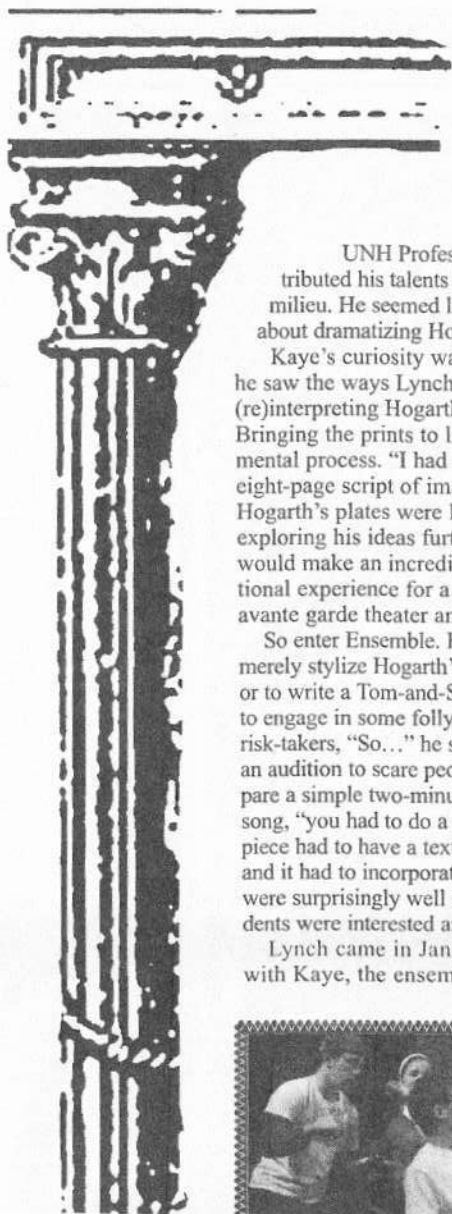 UNH Profes
tributed his talents
milieu. He seemed l
about dramatizing Ho
Kaye's curiosity wa
he saw the ways Lynch
(re)interpreting Hogarth
Bringing the prints to l
mental process. “I had
eight-page script of im
Hogarth's plates were l
exploring his ideas furt
would make an incredi
tional experience for a
avante garde theater an
So enter Ensemble. 
merely stylize Hogarth'
or to write a Tom-and-S
to engage in some folly
risk-takers, “So…” he s
an audition to scare peo
pare a simple two-minu
song, “you had to do a
piece had to have a tex
and it had to incorporat
were surprisingly well
dents were interested a
Lynch came in Jan
with Kaye, the ensem